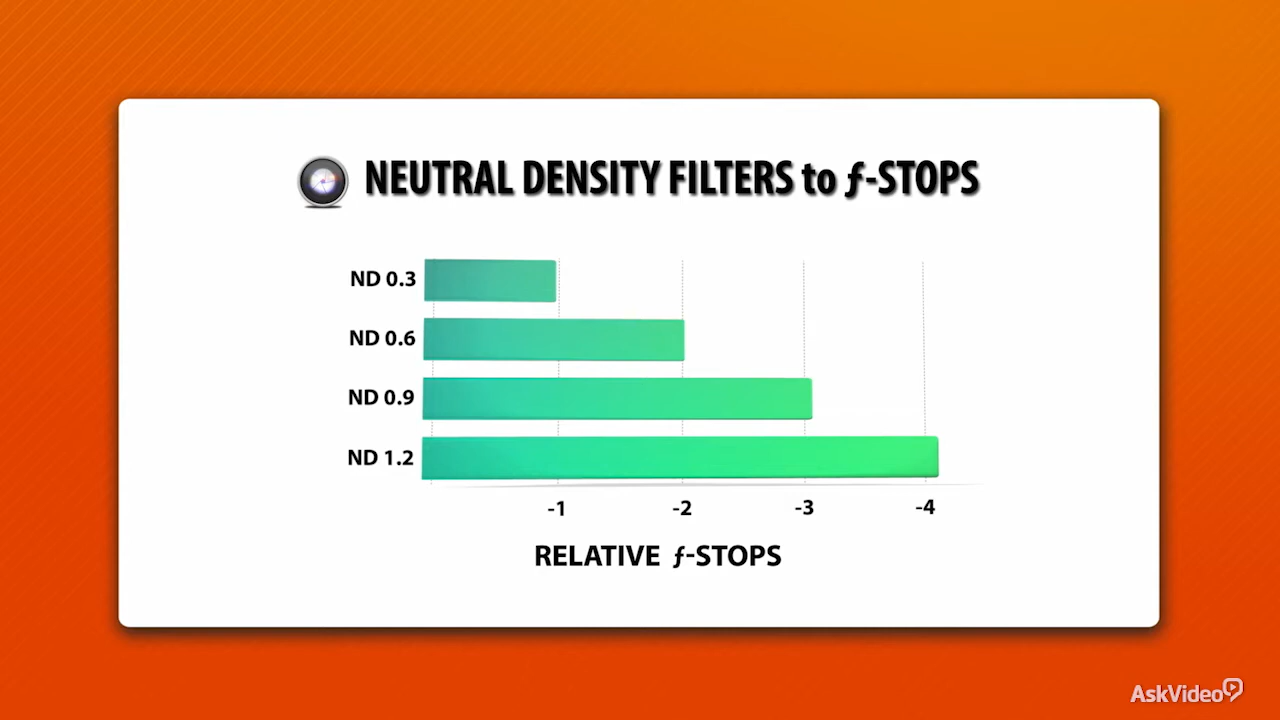 NEUTRAL DENSITY FILTERS to ƒ-STOPS
ND 0.3
ND 0.6
ND 0.9
ND 1.2
-1 -2 -3 -4
RELATIVE ƒ-STOPS
AskVideo